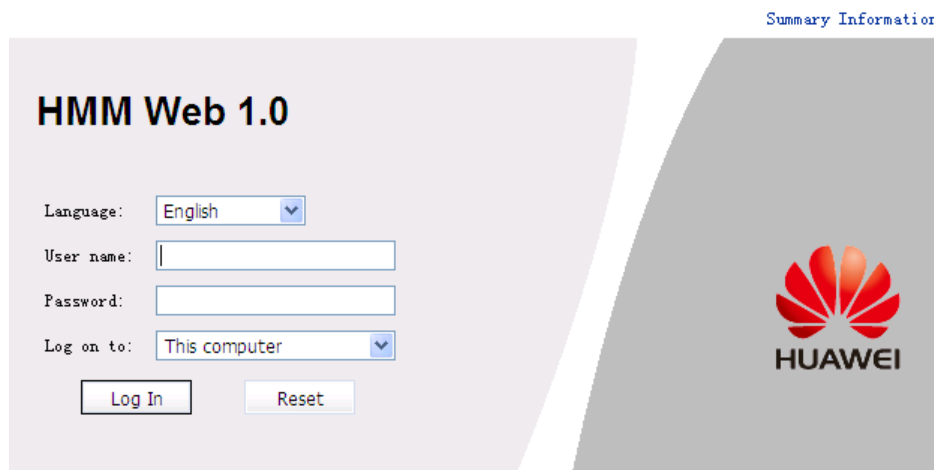 Summary Information
HMM Web 1.0
Language: English
User name:
Password:
Log on to: This computer
Log In Reset
HUAWEI